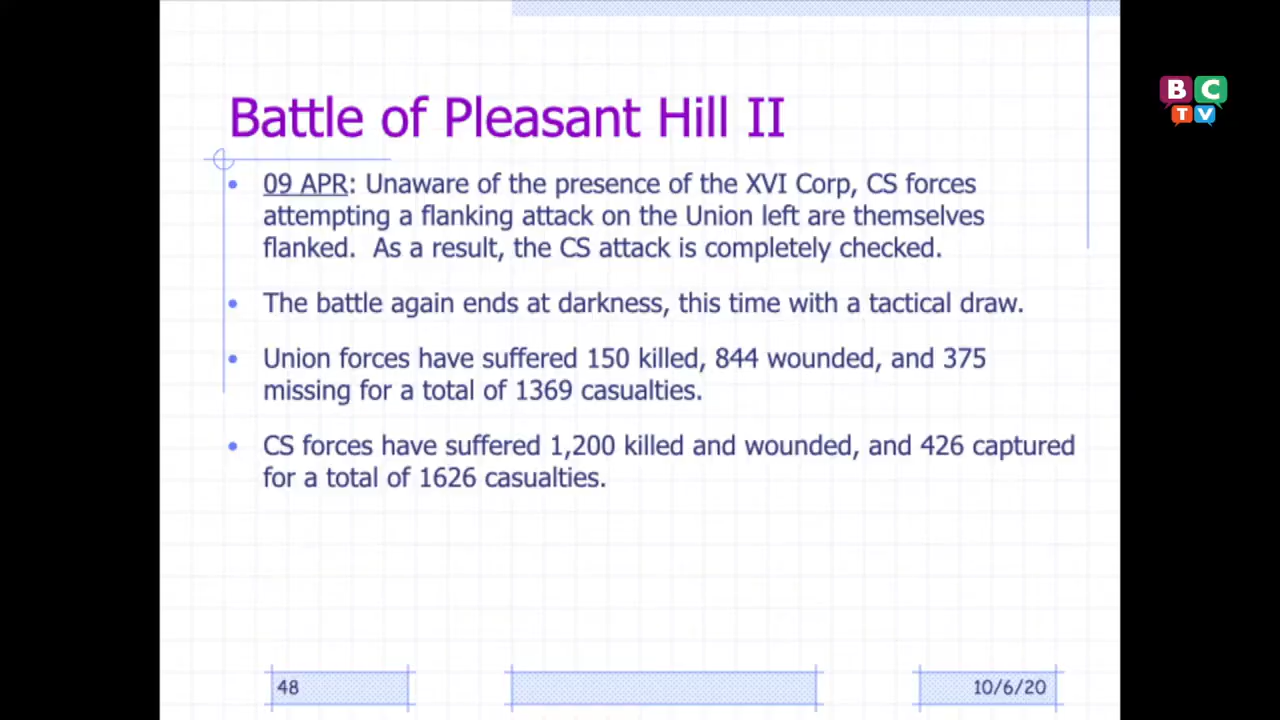 B C
T V
Battle of Pleasant Hill II
• 09 APR: Unaware of the presence of the XVI Corp, CS forces
attempting a flanking attack on the Union left are themselves
flanked. As a result, the CS attack is completely checked.
• The battle again ends at darkness, this time with a tactical draw.
• Union forces have suffered 150 killed, 844 wounded, and 375
missing for a total of 1369 casualties.
• CS forces have suffered 1,200 killed and wounded, and 426 captured
for a total of 1626 casualties.
48
10/6/20